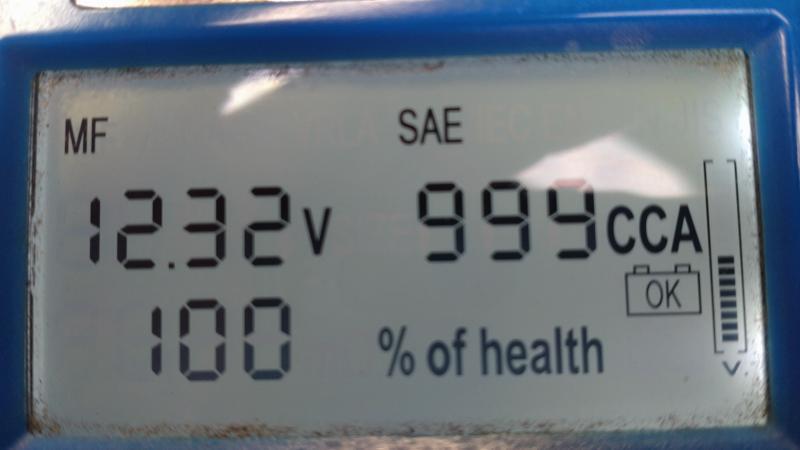 MF SAE
12.32 V 999 CCA
OK
100 % of health